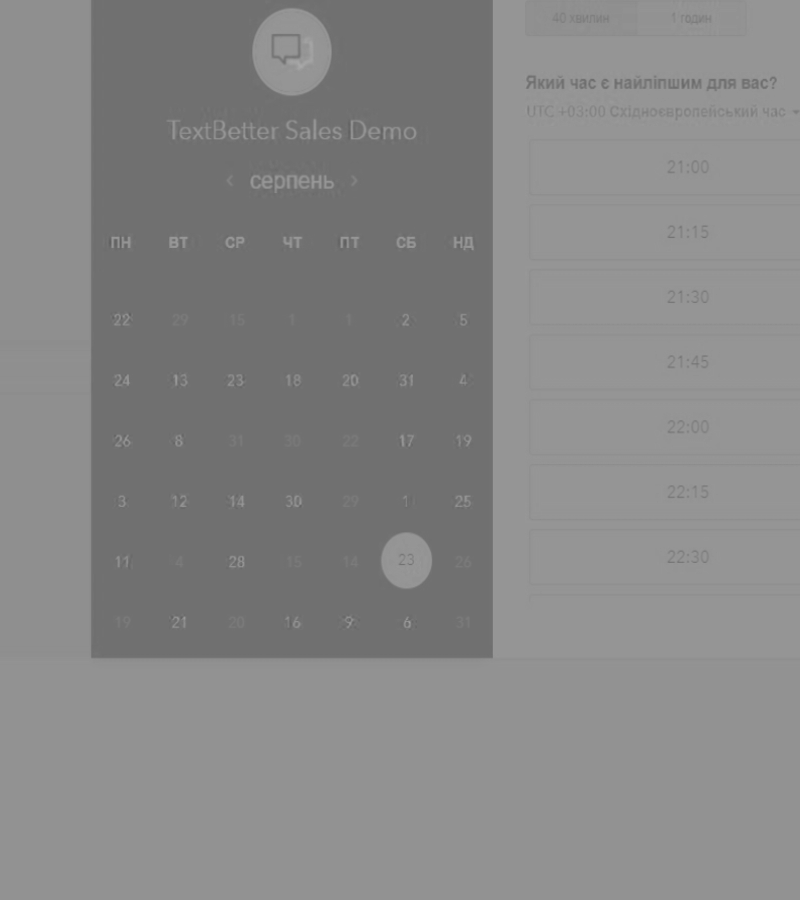 40 хвилин 1 годин
TextBetter Sales Demo
< серпень >
ПН ВТ СР ЧТ ПТ СБ НД
22 29 15 1 1 2 5
24 13 23 18 20 31 4
26 8 31 30 22 17 19
3 12 14 30 29 1 25
11 4 28 15 14 23 26
19 21 20 16 9 6 31
Який час є найліпшим для вас?
UTC +03:00 Східноєвропейський час
21:00
21:15
21:30
21:45
22:00
22:15
22:30